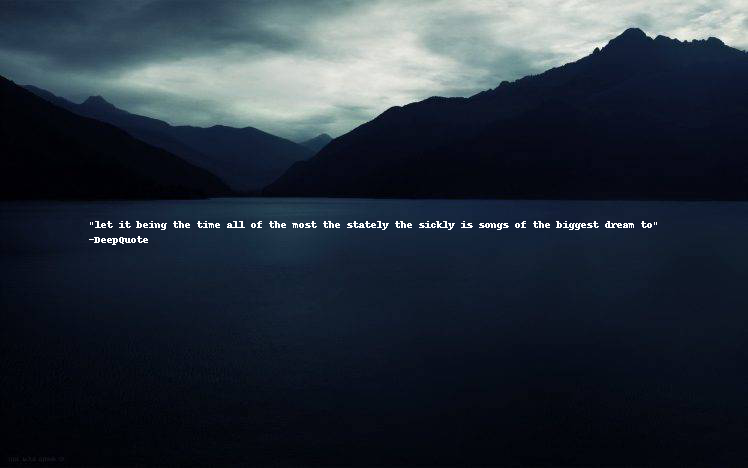 "let it being the time all of the most the stately the sickly is songs of the biggest dream to"
-DeepQuote